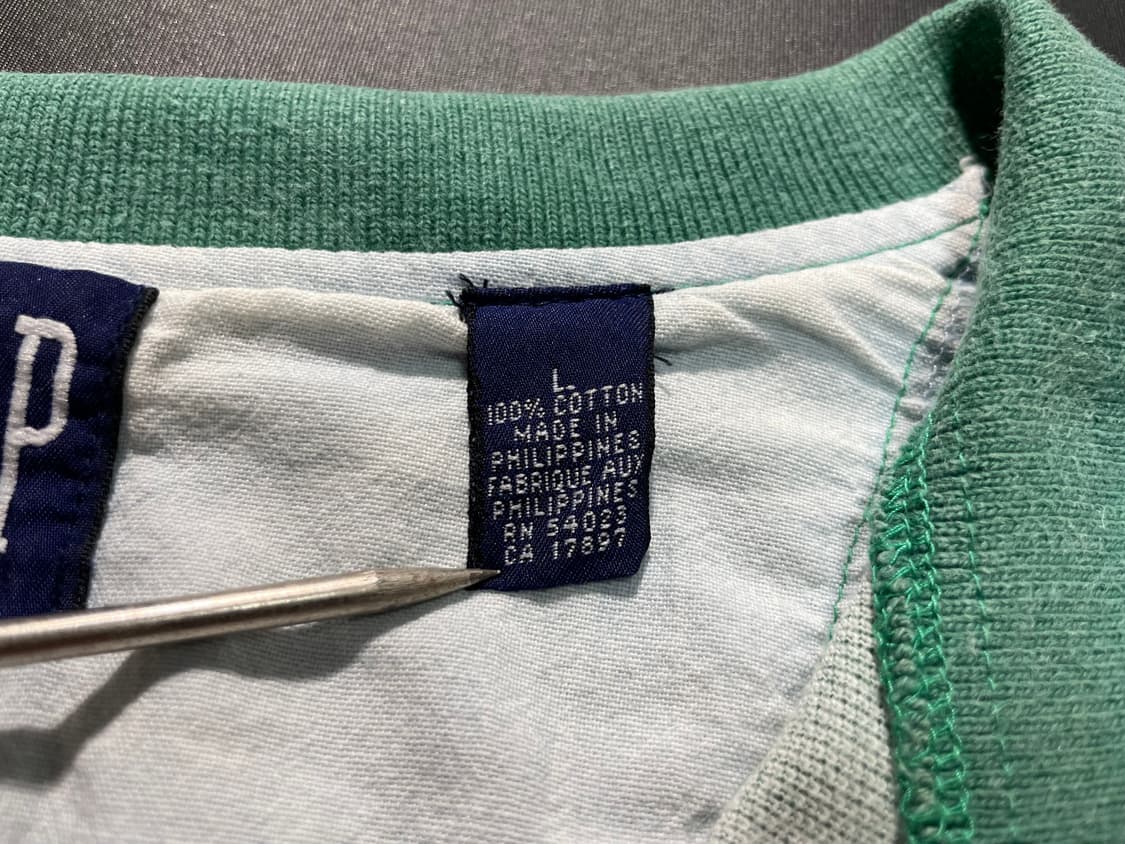 P
L.
100% COTTON
MADE IN
PHILIPPINES
FABRIQUE AUX
PHILIPPINES
RN 54023
CA 17897